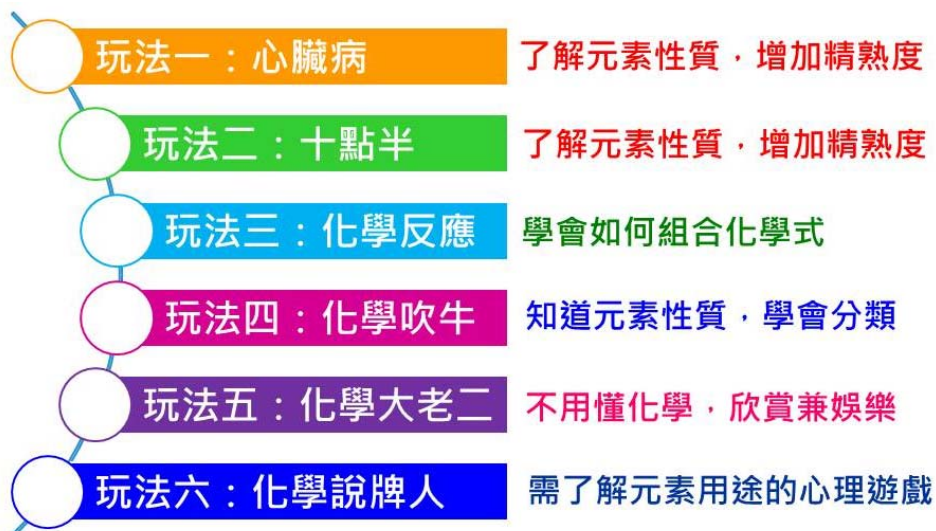 玩法一：心臟病 了解元素性質，增加精熟度
玩法二：十點半 了解元素性質，增加精熟度
玩法三：化學反應 學會如何組合化學式
玩法四：化學吹牛 知道元素性質，學會分類
玩法五：化學大老二 不用懂化學，欣賞兼娛樂
玩法六：化學說牌人 需了解元素用途的心理遊戲